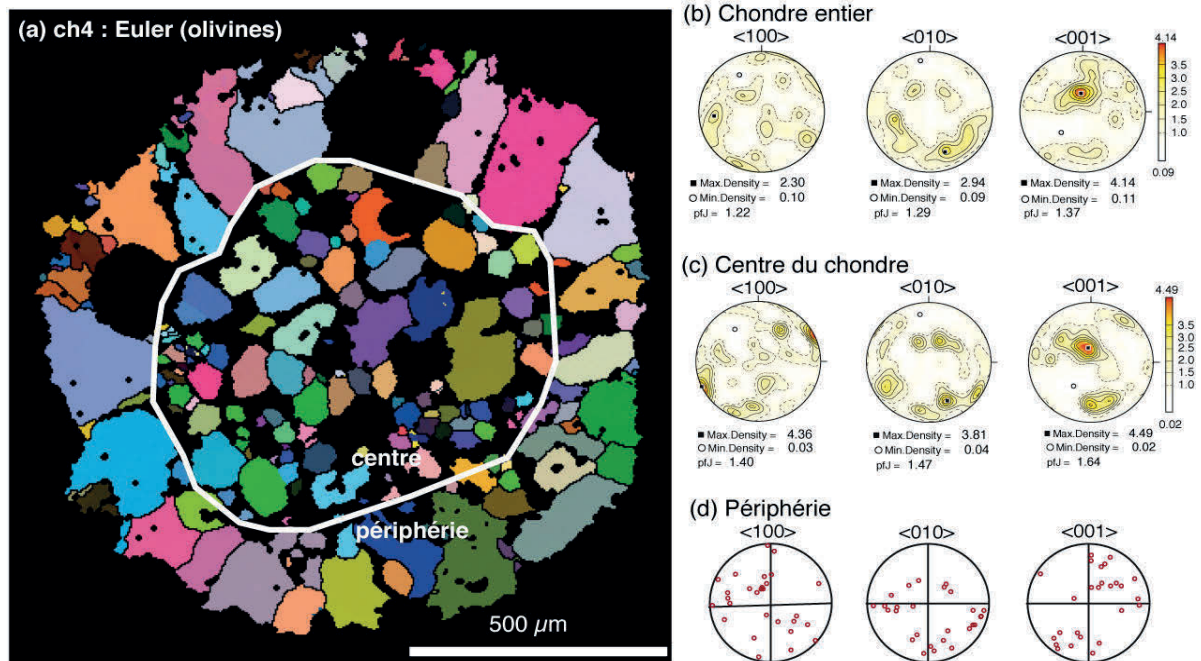 (a) ch4 : Euler (olivines)
centre
périphérie
500 µm
(b) Chondre entier
<100> <010> <001>
4.14
3.5
3.0
2.5
2.0
1.5
1.0
0.09
■ Max.Density = 2.30 ■ Max.Density = 2.94 ■ Max.Density = 4.14
○ Min.Density = 0.10 ○ Min.Density = 0.09 ○ Min.Density = 0.11
pfJ = 1.22 pfJ = 1.29 pfJ = 1.37
(c) Centre du chondre
<100> <010> <001>
4.49
3.5
3.0
2.5
2.0
1.5
1.0
0.02
■ Max.Density = 4.36 ■ Max.Density = 3.81 ■ Max.Density = 4.49
○ Min.Density = 0.03 ○ Min.Density = 0.04 ○ Min.Density = 0.02
pfJ = 1.40 pfJ = 1.47 pfJ = 1.64
(d) Périphérie
<100> <010> <001>